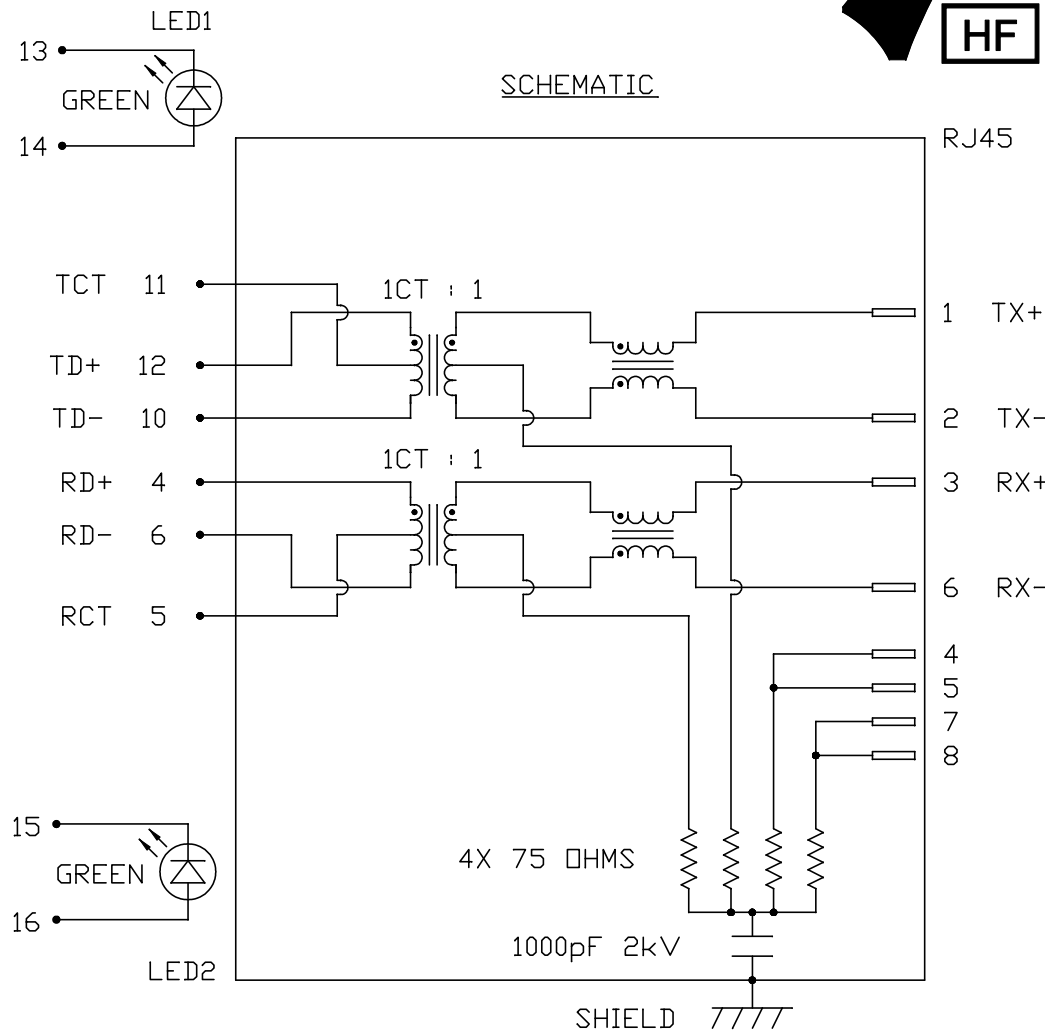 LED1
HF
13
GREEN
SCHEMATIC
14
RJ45
TCT 11
1CT : 1
1 TX+
TD+ 12
TD- 10
2 TX-
1CT : 1
RD+ 4
3 RX+
RD- 6
6 RX-
RCT 5
4
5
7
8
15
GREEN
4X 75 OHMS
16
1000pF 2kV
LED2
SHIELD